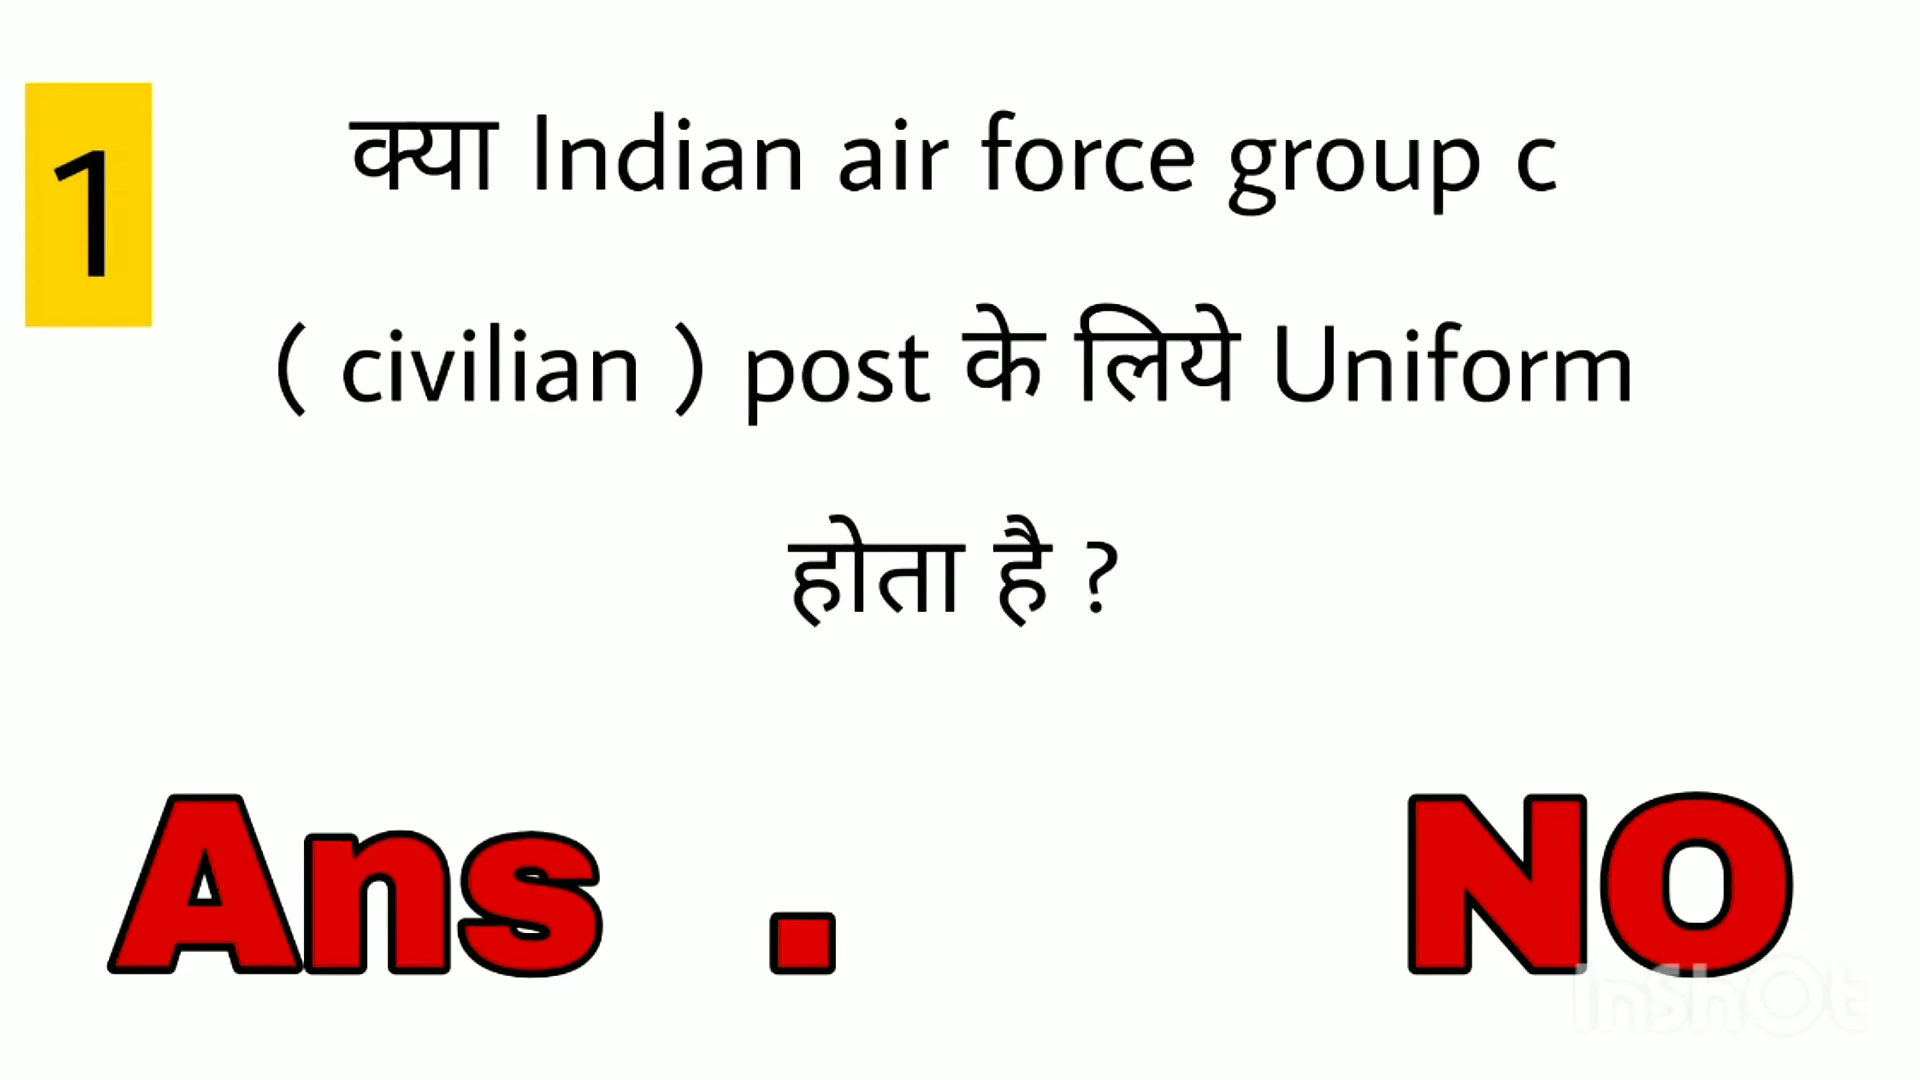 1
क्या Indian air force group c
( civilian ) post के लिये Uniform
होता है ?
Ans . NO
InShOt